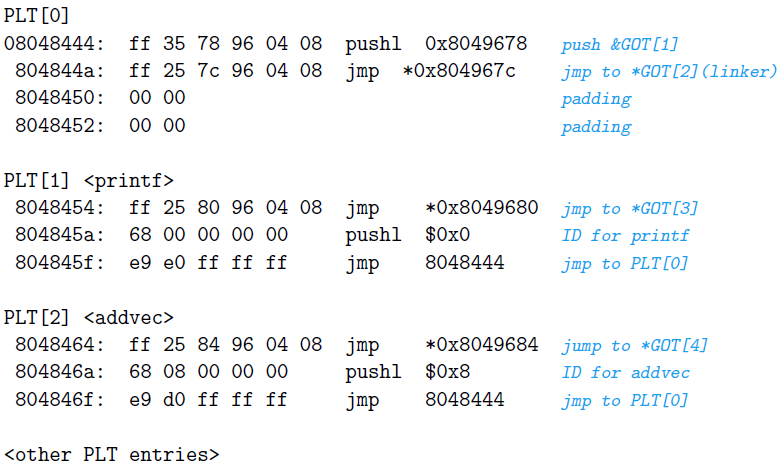 PLT[0]
08048444: ff 35 78 96 04 08 pushl 0x8049678 push &GOT[1]
804844a: ff 25 7c 96 04 08 jmp *0x804967c jmp to *GOT[2](linker)
8048450: 00 00 padding
8048452: 00 00 padding
PLT[1] <printf>
8048454: ff 25 80 96 04 08 jmp *0x8049680 jmp to *GOT[3]
804845a: 68 00 00 00 00 pushl $0x0 ID for printf
804845f: e9 e0 ff ff ff jmp 8048444 jmp to PLT[0]
PLT[2] <addvec>
8048464: ff 25 84 96 04 08 jmp *0x8049684 jump to *GOT[4]
804846a: 68 08 00 00 00 pushl $0x8 ID for addvec
804846f: e9 d0 ff ff ff jmp 8048444 jmp to PLT[0]
<other PLT entries>